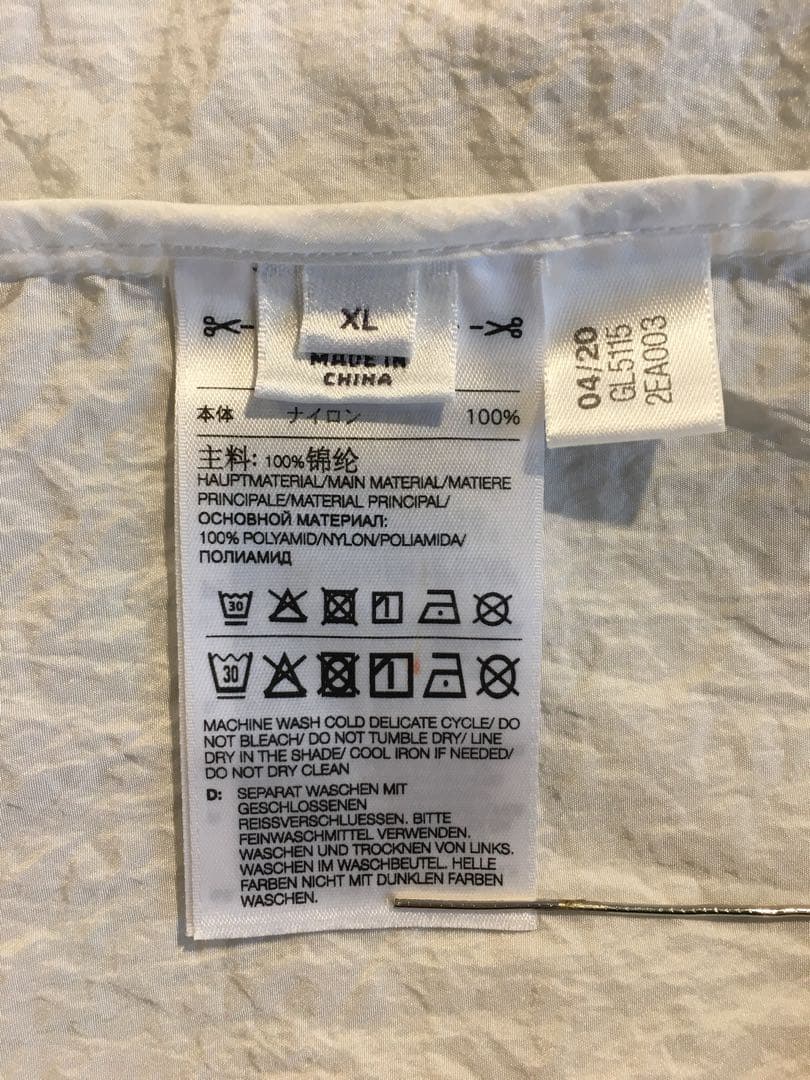 XL
MADE IN
CHINA
本体 ナイロン 100%
主料: 100%锦纶
HAUPTMATERIAL/MAIN MATERIAL/MATIERE
PRINCIPALE/MATERIAL PRINCIPAL/
ОСНОВНОЙ МАТЕРИАЛ:
100% POLYAMID/NYLON/POLIAMIDA/
ПОЛИАМИД
30
30
MACHINE WASH COLD DELICATE CYCLE/ DO
NOT BLEACH/ DO NOT TUMBLE DRY/ LINE
DRY IN THE SHADE/ COOL IRON IF NEEDED/
DO NOT DRY CLEAN
D: SEPARAT WASCHEN MIT
GESCHLOSSENEN
REISSVERSCHLUESSEN. BITTE
FEINWASCHMITTEL VERWENDEN.
WASCHEN UND TROCKNEN VON LINKS.
WASCHEN IM WASCHBEUTEL. HELLE
FARBEN NICHT MIT DUNKLEN FARBEN
WASCHEN.
04/20
GL5115
2EA003